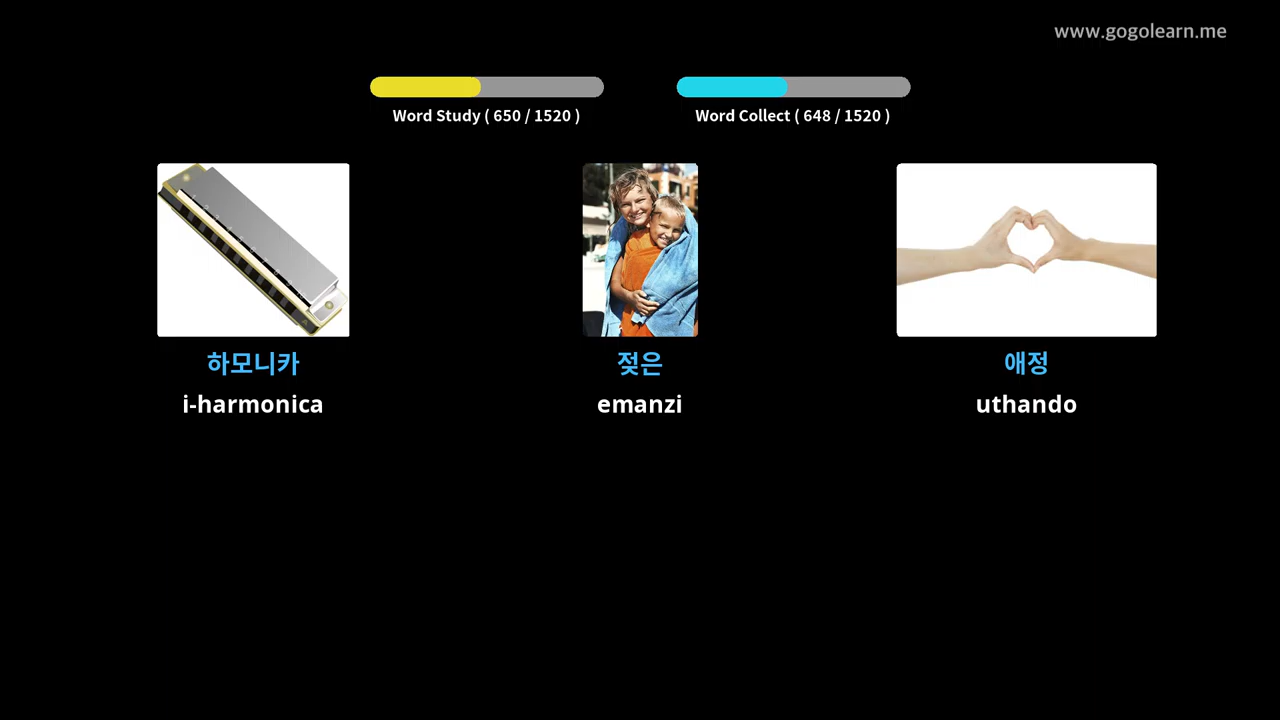 www.gogolearn.me
Word Study ( 650 / 1520 )
Word Collect ( 648 / 1520 )
하모니카
젖은
애정
i-harmonica
emanzi
uthando